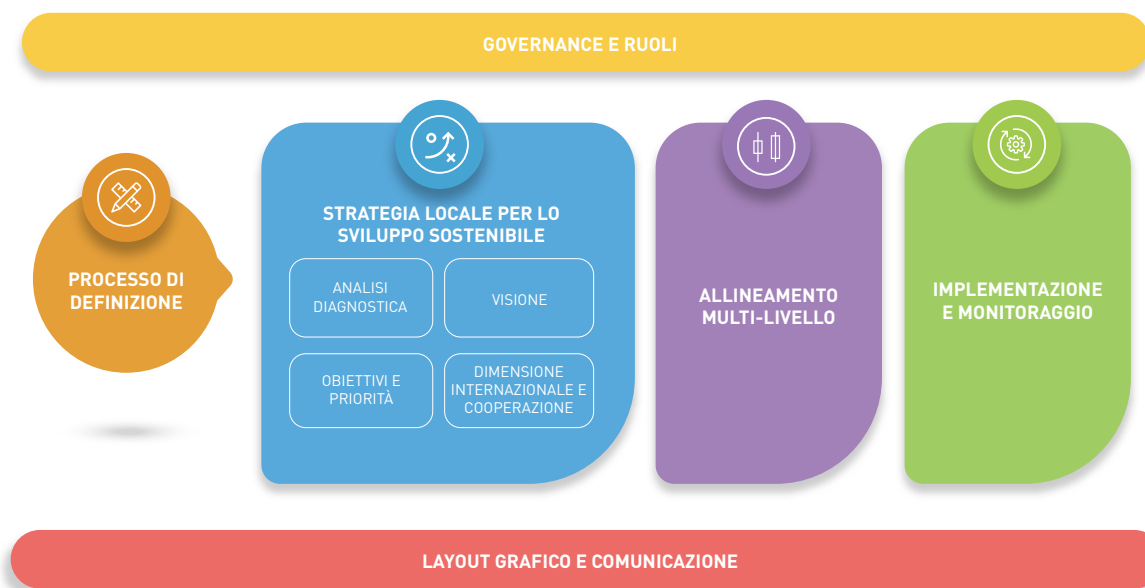 GOVERNANCE E RUOLI
PROCESSO DI
DEFINIZIONE
STRATEGIA LOCALE PER LO
SVILUPPO SOSTENIBILE
ANALISI
DIAGNOSTICA
VISIONE
OBIETTIVI E
PRIORITÀ
DIMENSIONE
INTERNAZIONALE E
COOPERAZIONE
ALLINEAMENTO
MULTI-LIVELLO
IMPLEMENTAZIONE
E MONITORAGGIO
LAYOUT GRAFICO E COMUNICAZIONE